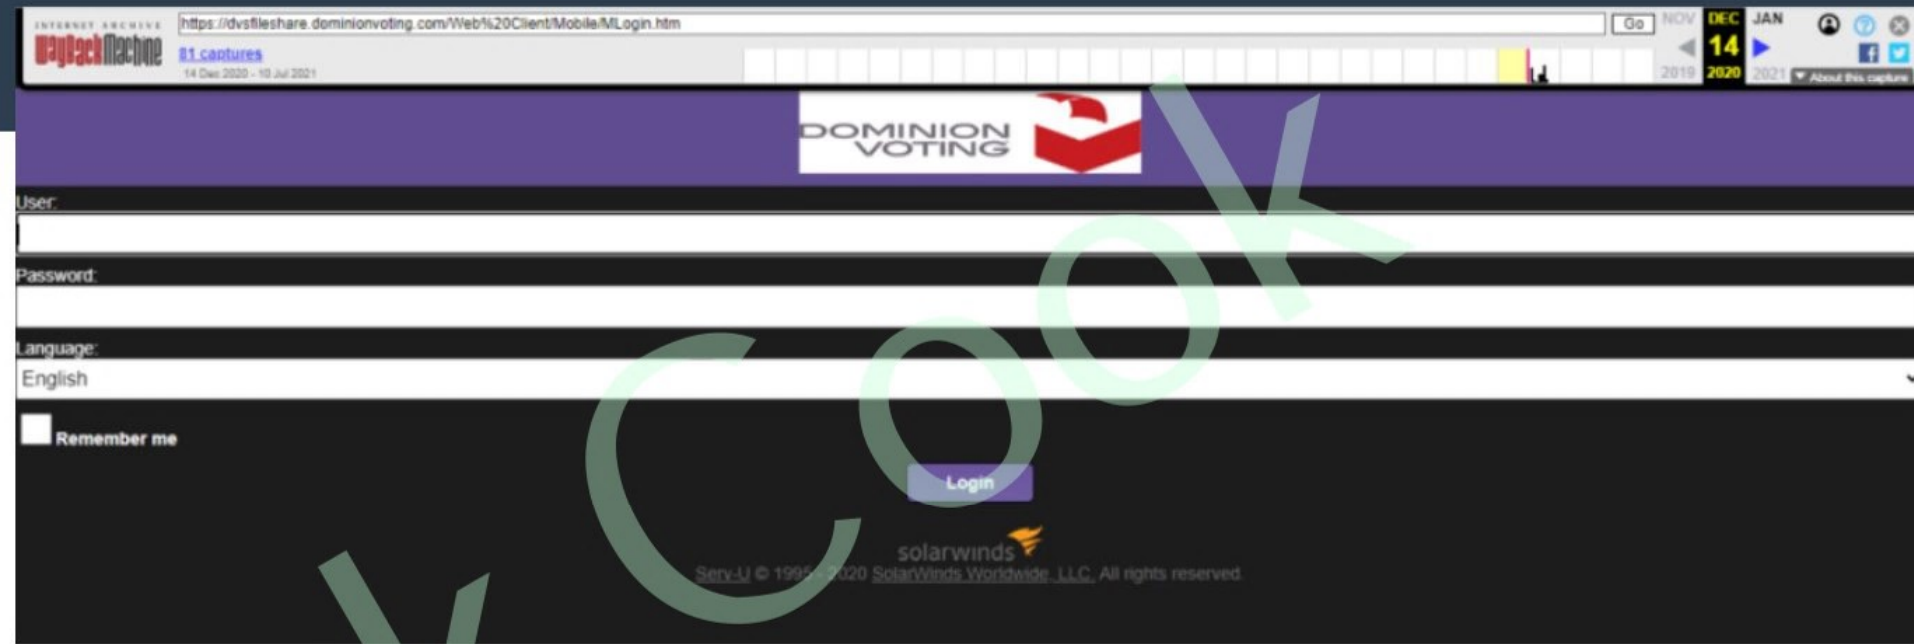 INTERNET ARCHIVE
WayBackMachine
https://dvsfileshare.dominionvoting.com/Web%20Client/Mobile/MLogin.htm
Go
NOV DEC JAN
81 captures
14
14 Dec 2020 - 10 Jul 2021
2019 2020 2021
About this capture
DOMINION
VOTING
User:
Password:
Language:
English
Remember me
Login
solarwinds
Serv-U © 1995 - 2020 SolarWinds Worldwide, LLC. All rights reserved.
k Cook